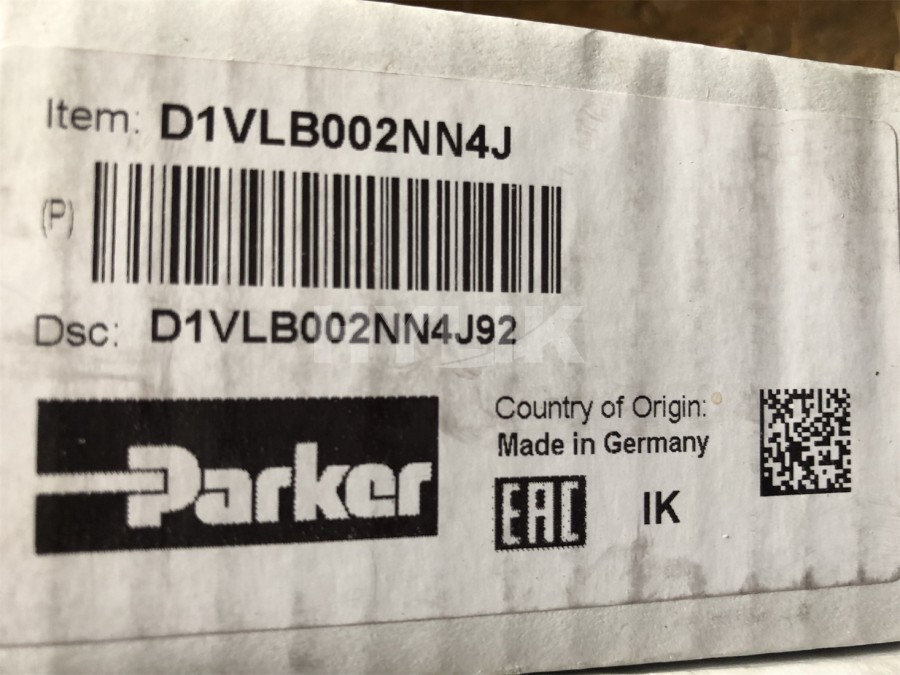 Item: D1VLB002NN4J
(P)
Dsc: D1VLB002NN4J92
Parker
Country of Origin:
Made in Germany
EAC IK